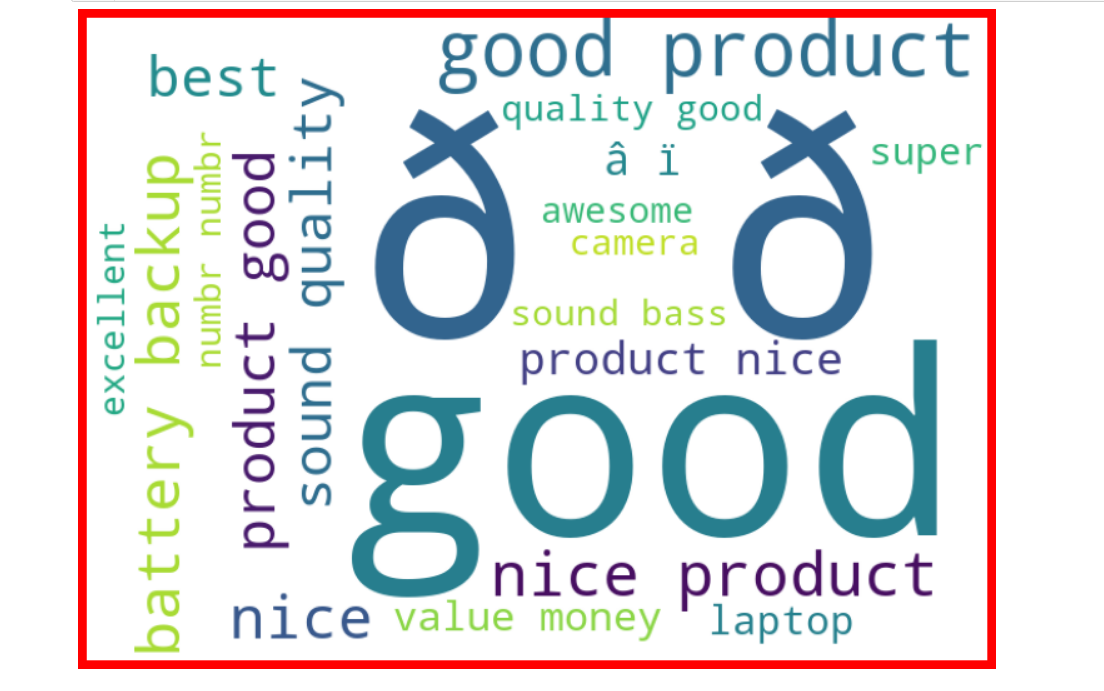 good product
best
quality good
ð ð
â ï
super
awesome
camera
sound bass
product nice
good
nice product
nice
value money
laptop
excellent
battery backup
numbr numbr
product good
sound quality